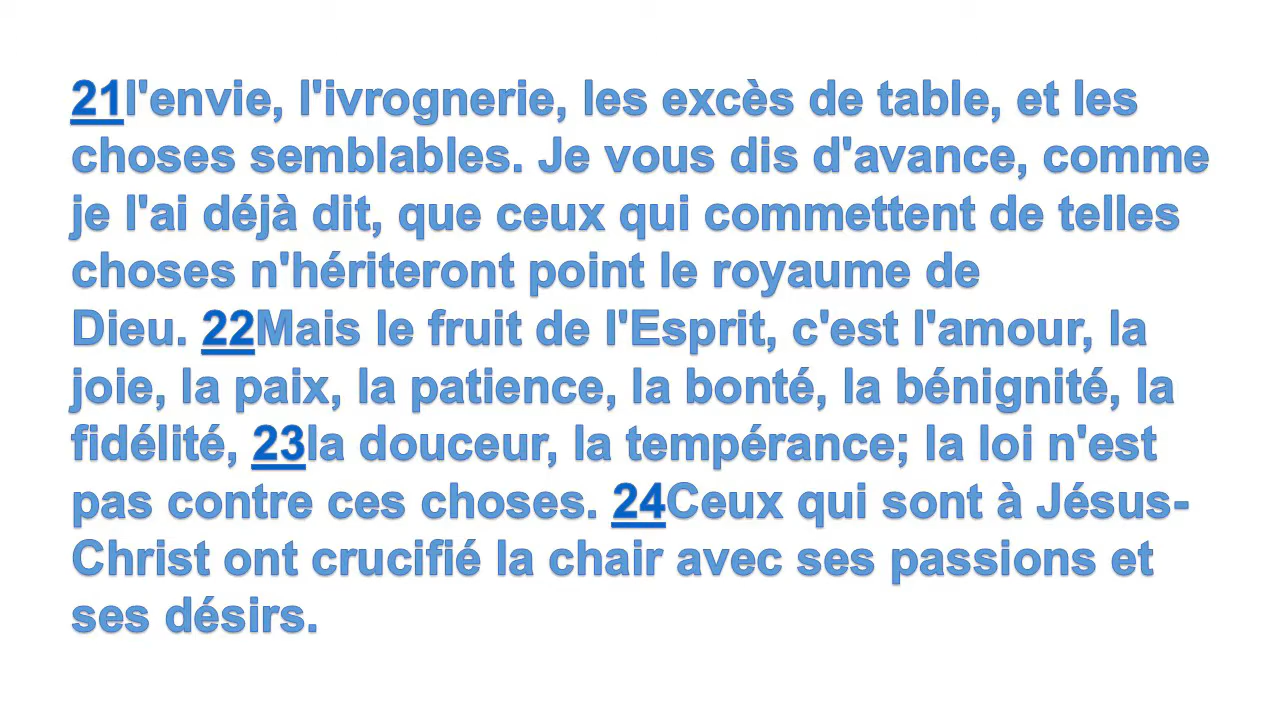 21l'envie, l'ivrognerie, les excès de table, et les
choses semblables. Je vous dis d'avance, comme
je l'ai déjà dit, que ceux qui commettent de telles
choses n'hériteront point le royaume de
Dieu. 22Mais le fruit de l'Esprit, c'est l'amour, la
joie, la paix, la patience, la bonté, la bénignité, la
fidélité, 23la douceur, la tempérance; la loi n'est
pas contre ces choses. 24Ceux qui sont à Jésus-
Christ ont crucifié la chair avec ses passions et
ses désirs.